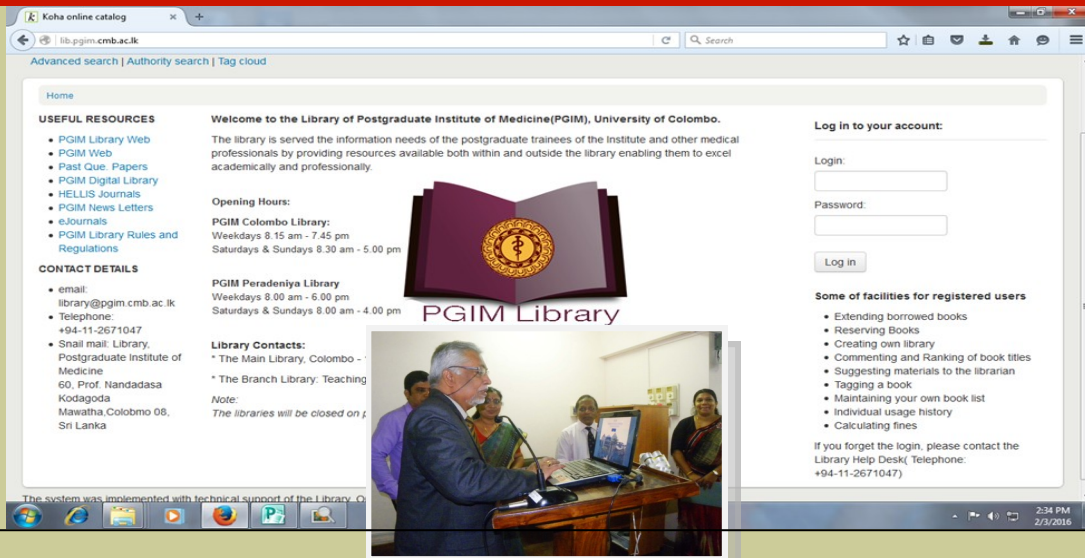 Koha online catalog
lib.pgim.cmb.ac.lk
Search
Advanced search | Authority search | Tag cloud
Home
USEFUL RESOURCES
PGIM Library Web
PGIM Web
Past Que. Papers
PGIM Digital Library
HELLIS Journals
PGIM News Letters
eJournals
PGIM Library Rules and
Regulations
CONTACT DETAILS
email:
library@pgim.cmb.ac.lk
Telephone:
+94-11-2671047
Snail mail: Library,
Postgraduate Institute of
Medicine
60, Prof. Nandadasa
Kodagoda
Mawatha,Colobmo 08,
Sri Lanka
Welcome to the Library of Postgraduate Institute of Medicine(PGIM), University of Colombo.
The library is served the information needs of the postgraduate trainees of the Institute and other medical
professionals by providing resources available both within and outside the library enabling them to excel
academically and professionally.
Opening Hours:
PGIM Colombo Library:
Weekdays 8.15 am - 7.45 pm
Saturdays & Sundays 8.30 am - 5.00 pm
PGIM Peradeniya Library
Weekdays 8.00 am - 6.00 pm
Saturdays & Sundays 8.00 am - 4.00 pm
PGIM Library
Library Contacts:
* The Main Library, Colombo -
* The Branch Library: Teaching
Note:
The libraries will be closed on
Log in to your account:
Login:
Password:
Log in
Some of facilities for registered users
Extending borrowed books
Reserving Books
Creating own library
Commenting and Ranking of book titles
Suggesting materials to the librarian
Tagging a book
Maintaining your own book list
Individual usage history
Calculating fines
If you forget the login, please contact the
Library Help Desk( Telephone:
+94-11-2671047)
The system was implemented with technical support of the Library,
2:34 PM
2/3/2016